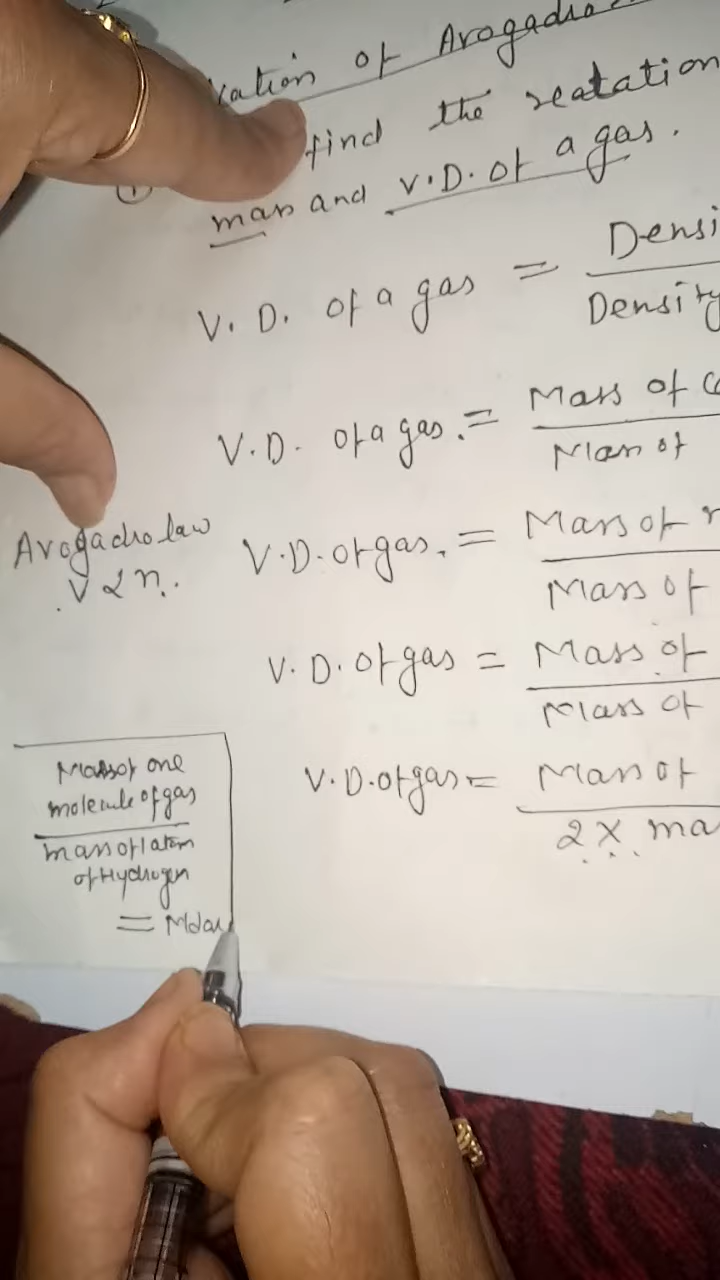 of Avogadro
find the
mass and V.D. of a gas.
V. D. of a gas = Densi
Density
V.D. of a gas. = Mass of
Mass of
Avogadro law
V ∝ n.
V.D. of gas. = Mass of
Mass of
V. D. of gas = Mass of
Mass of
V.D. of gas = Mass of
2 X ma
Mass of one
molecule of gas
mass of 1 atom
of Hydrogen
= Molar